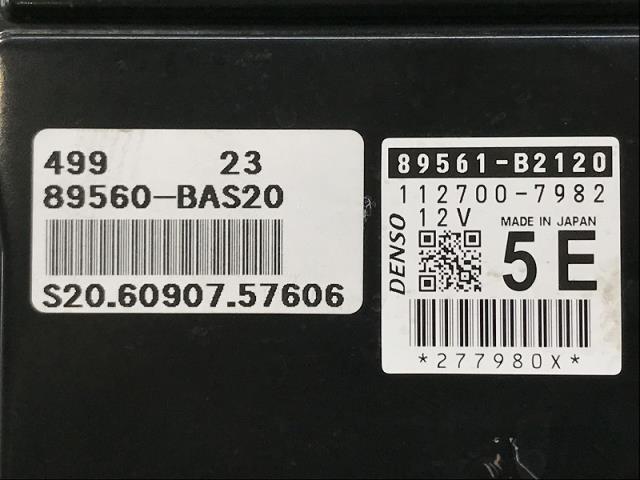 499 23
89560-BAS20
S20.60907.57606
89561-B2120
112700-7982
DENSO
12V
MADE IN JAPAN
5E
*277980X*